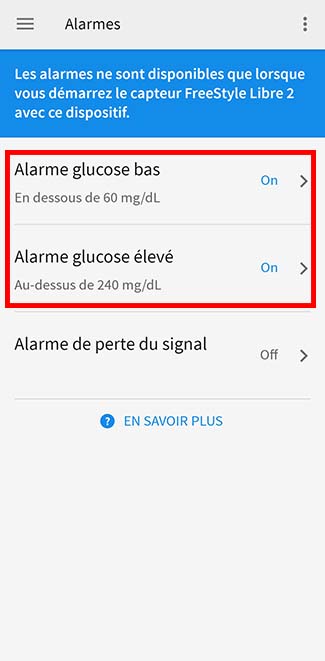 Alarmes
Les alarmes ne sont disponibles que lorsque
vous démarrez le capteur FreeStyle Libre 2
avec ce dispositif.
Alarme glucose bas
On
En dessous de 60 mg/dL
Alarme glucose élevé
On
Au-dessus de 240 mg/dL
Alarme de perte du signal
Off
? EN SAVOIR PLUS